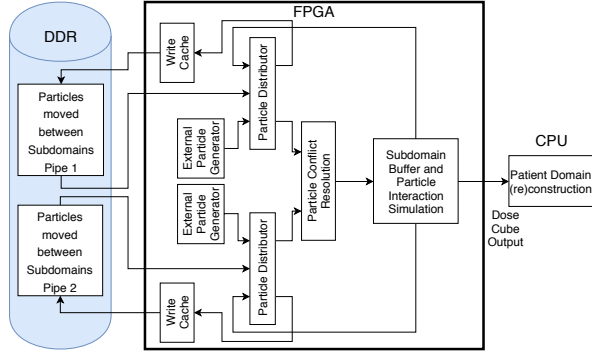 FPGA
DDR
Write
Cache
Particle Distributor
Particles
moved
between
Subdomains
Pipe 1
External
Particle
Generator
Particle Conflict
Resolution
Subdomain
Buffer and
Particle
Interaction
Simulation
CPU
Patient Domain
(re)construction
Dose
Cube
Output
External
Particle
Generator
Particles
moved
between
Subdomains
Pipe 2
Particle Distributor
Write
Cache